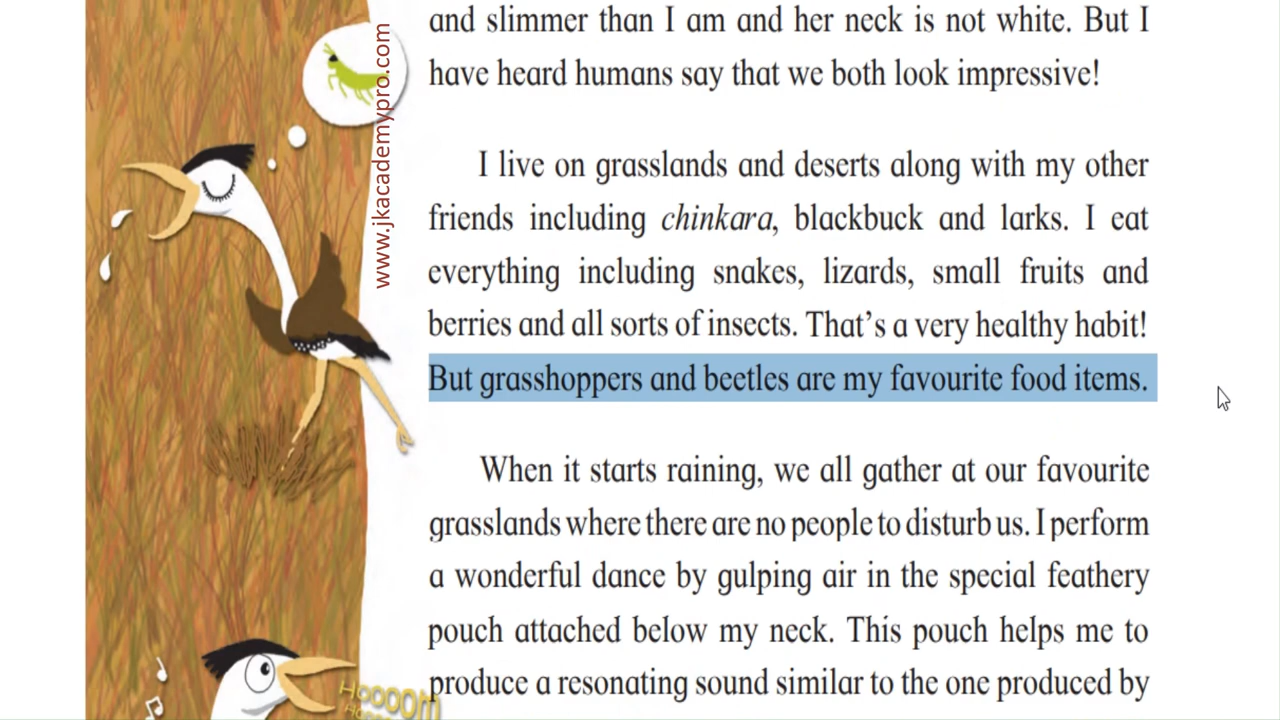 and slimmer than I am and her neck is not white. But I
have heard humans say that we both look impressive!
I live on grasslands and deserts along with my other
friends including chinkara, blackbuck and larks. I eat
everything including snakes, lizards, small fruits and
berries and all sorts of insects. That's a very healthy habit!
But grasshoppers and beetles are my favourite food items.
When it starts raining, we all gather at our favourite
grasslands where there are no people to disturb us. I perform
a wonderful dance by gulping air in the special feathery
pouch attached below my neck. This pouch helps me to
produce a resonating sound similar to the one produced by
www.jkacademypro.com
Hoooom